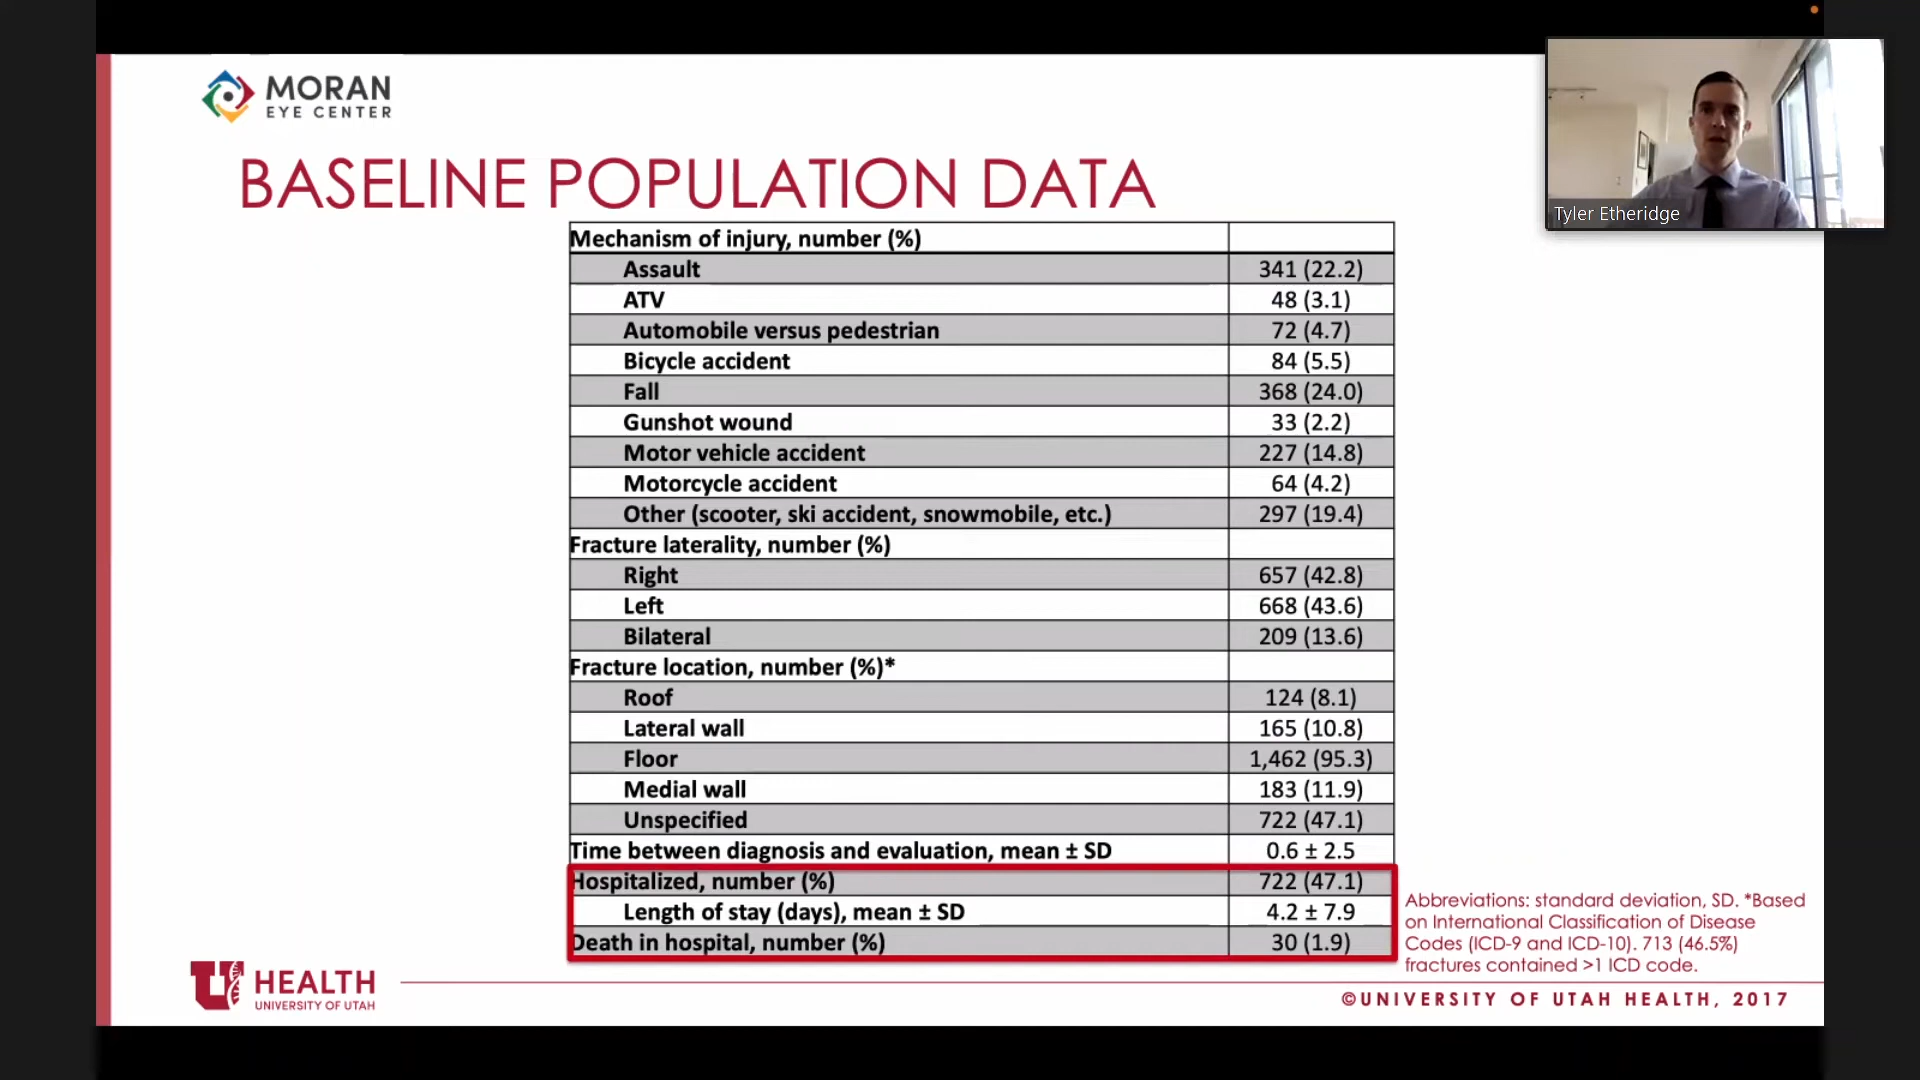 MORAN
EYE CENTER
BASELINE POPULATION DATA
Tyler Etheridge
Mechanism of injury, number (%)
Assault 341 (22.2)
ATV 48 (3.1)
Automobile versus pedestrian 72 (4.7)
Bicycle accident 84 (5.5)
Fall 368 (24.0)
Gunshot wound 33 (2.2)
Motor vehicle accident 227 (14.8)
Motorcycle accident 64 (4.2)
Other (scooter, ski accident, snowmobile, etc.) 297 (19.4)
Fracture laterality, number (%)
Right 657 (42.8)
Left 668 (43.6)
Bilateral 209 (13.6)
Fracture location, number (%)*
Roof 124 (8.1)
Lateral wall 165 (10.8)
Floor 1,462 (95.3)
Medial wall 183 (11.9)
Unspecified 722 (47.1)
Time between diagnosis and evaluation, mean ± SD 0.6 ± 2.5
Hospitalized, number (%) 722 (47.1)
Length of stay (days), mean ± SD 4.2 ± 7.9
Death in hospital, number (%) 30 (1.9)
Abbreviations: standard deviation, SD. *Based
on International Classification of Disease
Codes (ICD-9 and ICD-10). 713 (46.5%)
fractures contained >1 ICD code.
U HEALTH
UNIVERSITY OF UTAH
©UNIVERSITY OF UTAH HEALTH, 2017